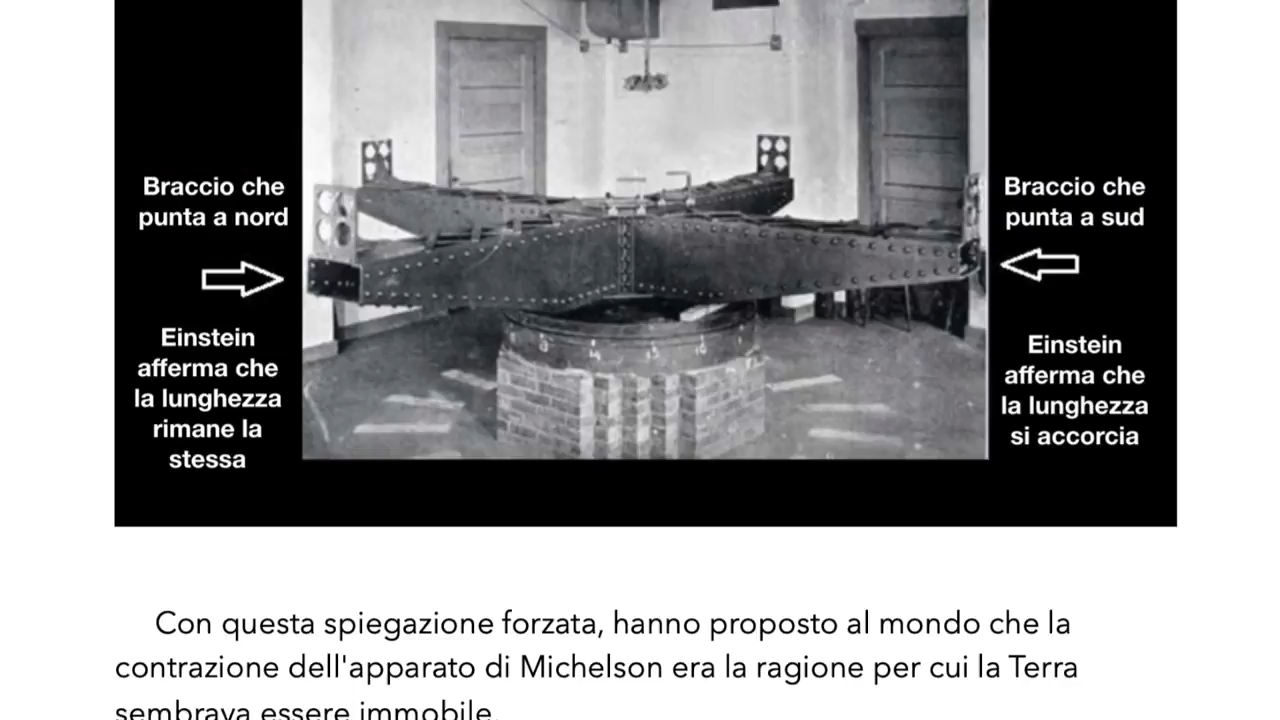 Braccio che
punta a nord
Einstein
afferma che
la lunghezza
rimane la
stessa
Braccio che
punta a sud
Einstein
afferma che
la lunghezza
si accorcia
Con questa spiegazione forzata, hanno proposto al mondo che la
contrazione dell'apparato di Michelson era la ragione per cui la Terra
sembrava essere immobile.